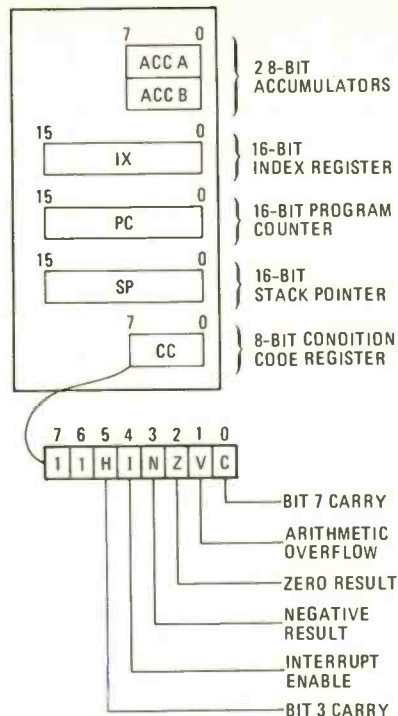 7 0
ACC A
ACC B
2 8-BIT
ACCUMULATORS
15 0
IX
16-BIT
INDEX REGISTER
15 0
PC
16-BIT PROGRAM
COUNTER
15 0
SP
16-BIT
STACK POINTER
7 0
CC
8-BIT CONDITION
CODE REGISTER
7 6 5 4 3 2 1 0
1 1 H I N Z V C
BIT 7 CARRY
ARITHMETIC
OVERFLOW
ZERO RESULT
NEGATIVE
RESULT
INTERRUPT
ENABLE
BIT 3 CARRY